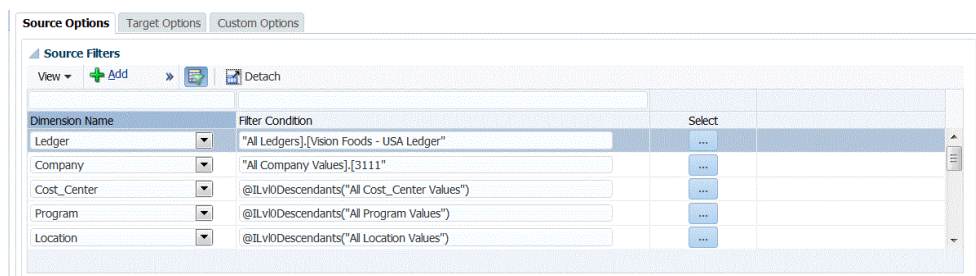 Source Options Target Options Custom Options
Source Filters
View Add » Detach
Dimension Name Filter Condition Select
Ledger "All Ledgers].[Vision Foods - USA Ledger" ...
Company "All Company Values].[3111" ...
Cost_Center @ILvl0Descendants("All Cost_Center Values") ...
Program @ILvl0Descendants("All Program Values") ...
Location @ILvl0Descendants("All Location Values") ...